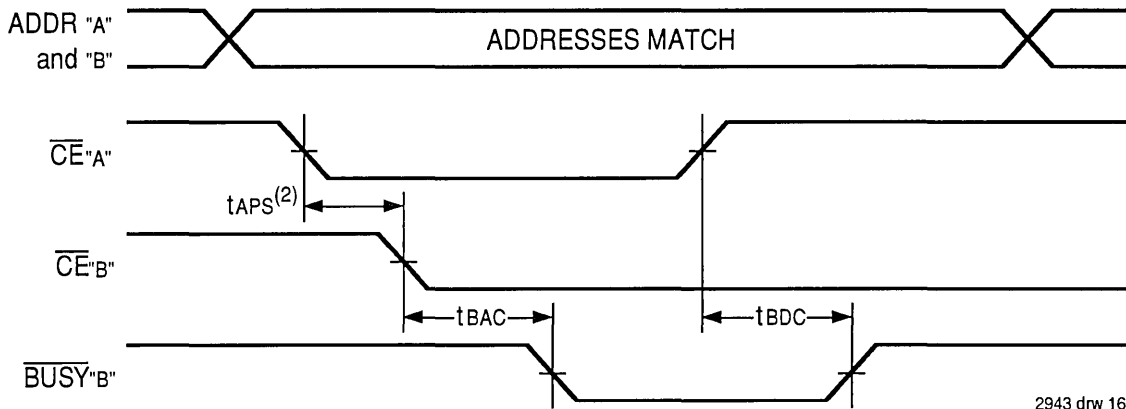 ADDR "A"
and "B"
ADDRESSES MATCH
CE"A"
tAPS(2)
CE"B"
tBAC
tBDC
BUSY"B"
2943 drw 16